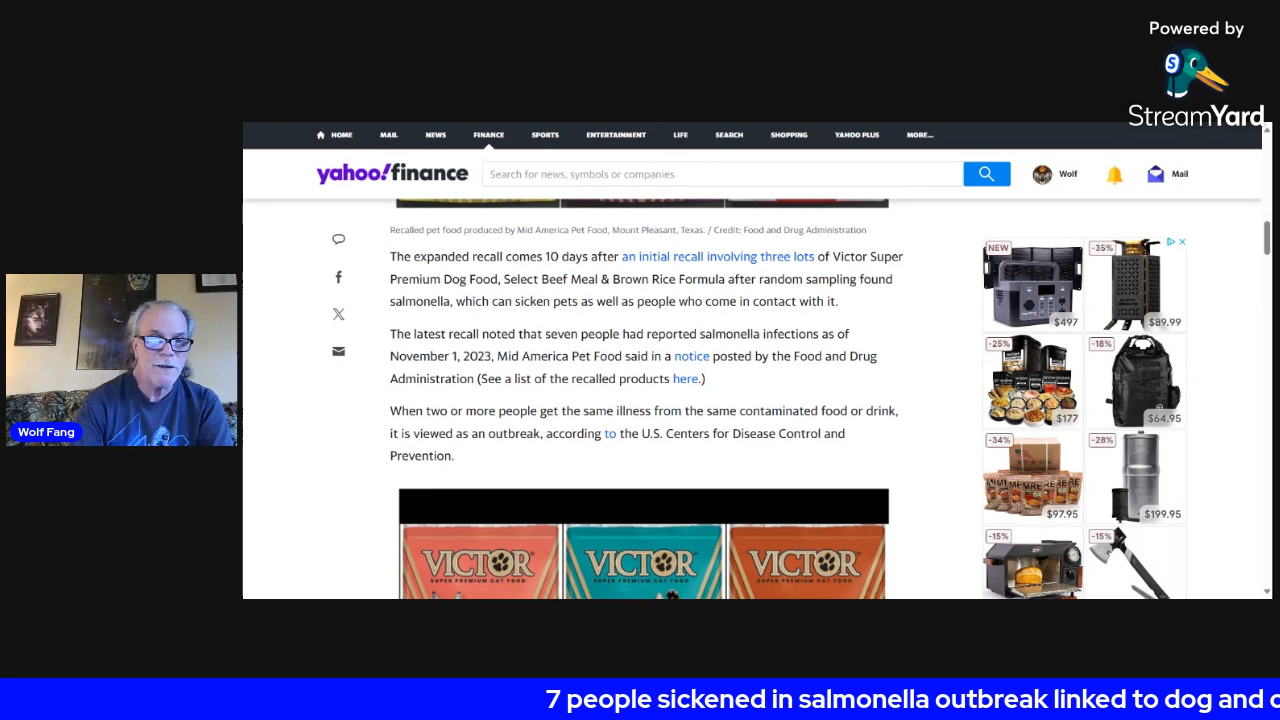 Powered by
StreamYard
HOME MAIL NEWS FINANCE SPORTS ENTERTAINMENT LIFE SEARCH SHOPPING YAHOO PLUS MORE...
yahoo!finance Search for news, symbols or companies Wolf Mail
Recalled pet food produced by Mid America Pet Food, Mount Pleasant, Texas. / Credit: Food and Drug Administration
The expanded recall comes 10 days after an initial recall involving three lots of Victor Super
Premium Dog Food, Select Beef Meal & Brown Rice Formula after random sampling found
salmonella, which can sicken pets as well as people who come in contact with it.
The latest recall noted that seven people had reported salmonella infections as of
November 1, 2023, Mid America Pet Food said in a notice posted by the Food and Drug
Administration (See a list of the recalled products here.)
When two or more people get the same illness from the same contaminated food or drink,
it is viewed as an outbreak, according to the U.S. Centers for Disease Control and
Prevention.
VICTOR VICTOR VICTOR
SUPER PREMIUM CAT FOOD SUPER PREMIUM CAT FOOD SUPER PREMIUM CAT FOOD
NEW -35%
$497 $89.99
-25% -18%
$177 $64.95
-34% -28%
$97.95 $199.95
-15% -15%
Wolf Fang
7 people sickened in salmonella outbreak linked to dog and